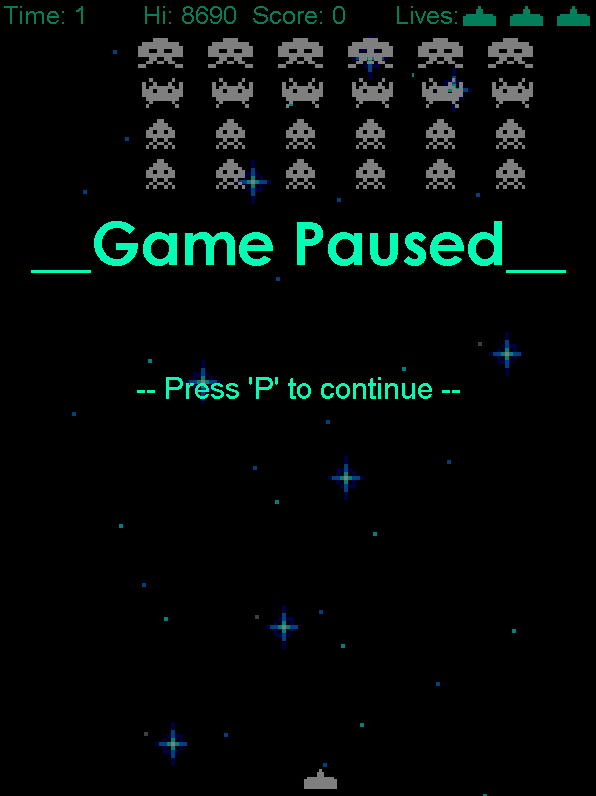 Time: 1 Hi: 8690 Score: 0 Lives:
__Game Paused__
-- Press 'P' to continue --